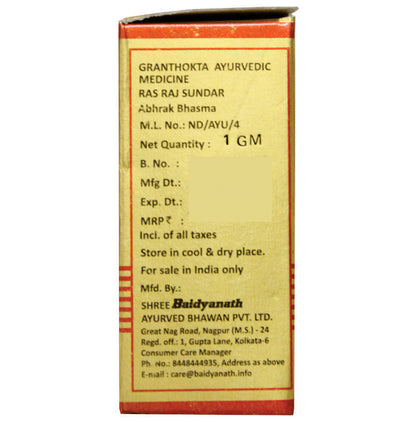 GRANTHOKTA AYURVEDIC
MEDICINE
RAS RAJ SUNDAR
Abhrak Bhasma
M.L. No.: ND/AYU/4
Net Quantity : 1 GM
B. No. :
Mfg Dt.:
Exp. Dt.:
MRP ₹ :
Incl. of all taxes
Store in cool & dry place.
For sale in India only
Mfd. By.:
SHREE Baidyanath
AYURVED BHAWAN PVT. LTD.
Great Nag Road, Nagpur (M.S.) - 24
Regd. off.: 1, Gupta Lane, Kolkata-6
Consumer Care Manager
Ph. No.: 8448444935, Address as above
E-mail : care@baidyanath.info